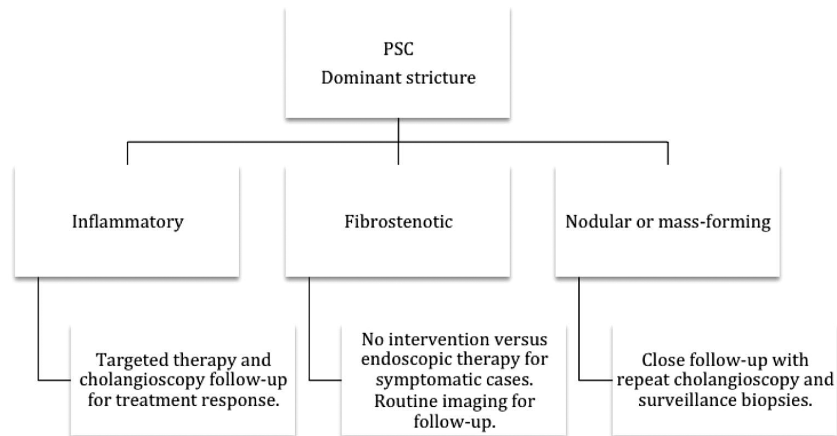 PSC
Dominant stricture
Inflammatory
Fibrostenotic
Nodular or mass-forming
Targeted therapy and
cholangioscopy follow-up
for treatment response.
No intervention versus
endoscopic therapy for
symptomatic cases.
Routine imaging for
follow-up.
Close follow-up with
repeat cholangioscopy and
surveillance biopsies.